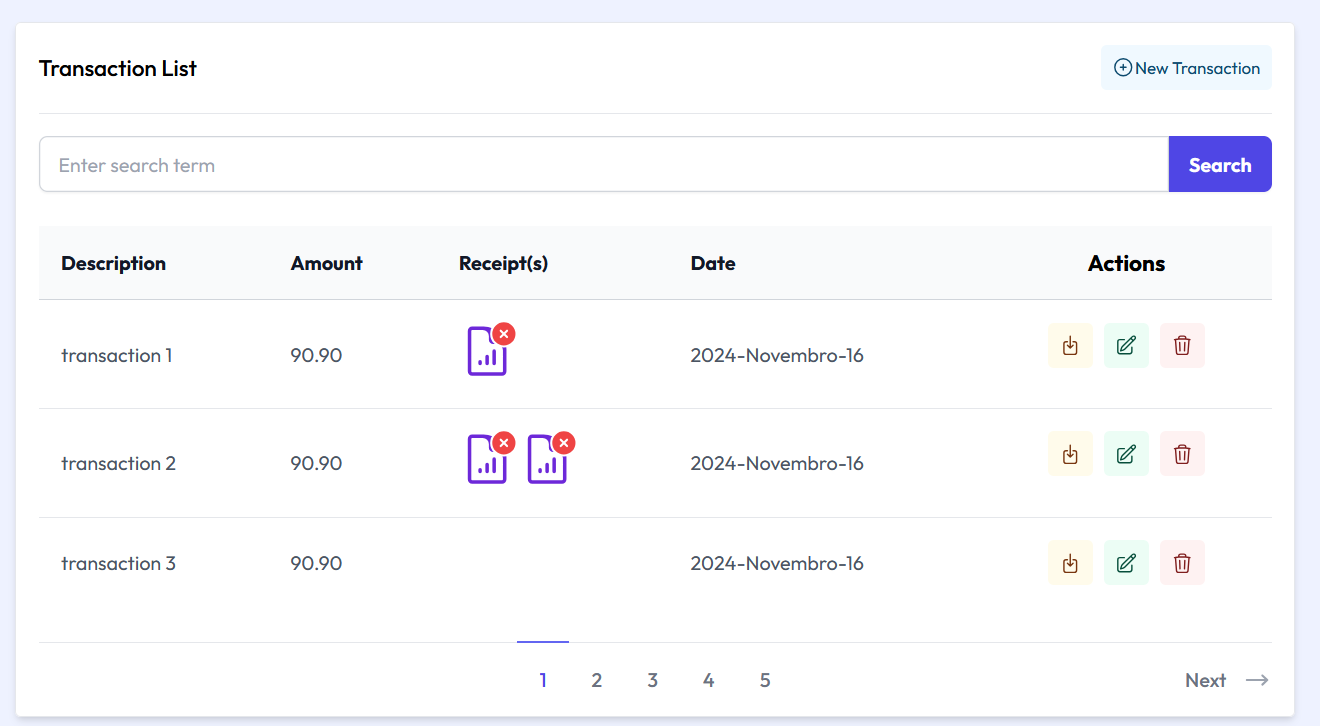 Transaction List
New Transaction
Enter search term
Search
Description Amount Receipt(s) Date Actions
transaction 1 90.90 2024-Novembro-16
transaction 2 90.90 2024-Novembro-16
transaction 3 90.90 2024-Novembro-16
1 2 3 4 5 Next